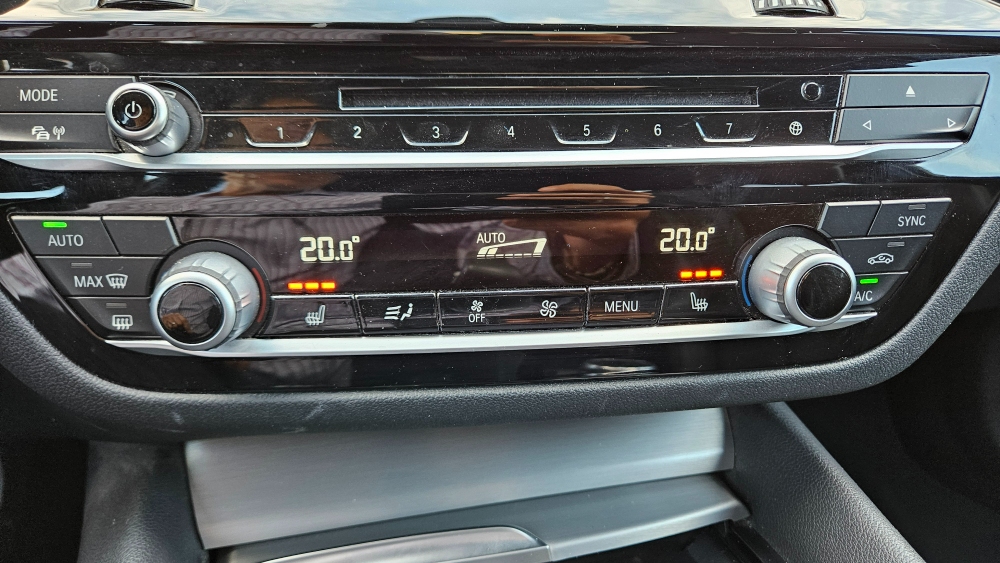 MODE
1 2 3 4 5 6 7
AUTO
20.0°
AUTO
20.0°
SYNC
MAX
OFF
MENU
A/C